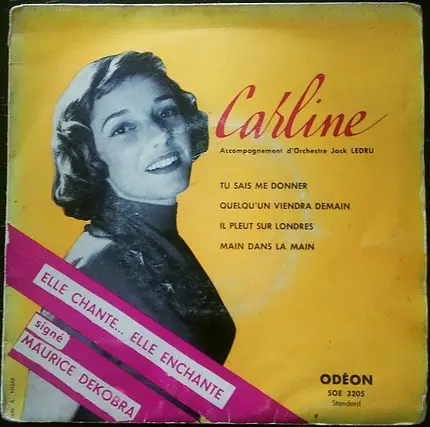 Carline
Accompagnement d'Orchestre Jack LEDRU
TU SAIS ME DONNER
QUELQU'UN VIENDRA DEMAIN
IL PLEUT SUR LONDRES
MAIN DANS LA MAIN
ELLE CHANTE... ELLE ENCHANTE
signé
MAURICE DEKOBRA
ODÉON
SOE 3205
Standard